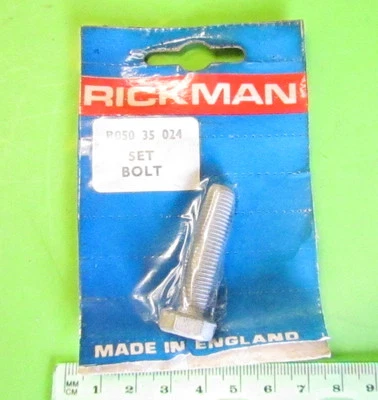 RICKMAN
R050 35 024
SET
BOLT
MADE IN ENGLAND
MM
CM 1 2 3 4 5 6 7 8 9